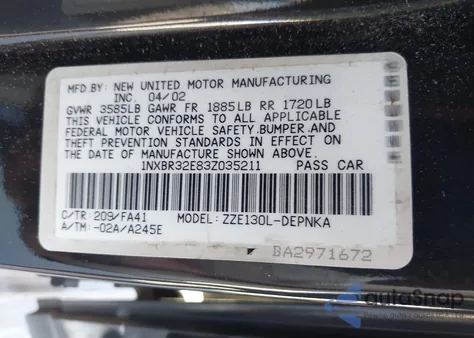 MFD BY: NEW UNITED MOTOR MANUFACTURING
INC. 04/02
GVWR 3585LB GAWR FR 1885LB RR 1720LB
THIS VEHICLE CONFORMS TO ALL APPLICABLE
FEDERAL MOTOR VEHICLE SAFETY,BUMPER,AND
THEFT PREVENTION STANDARDS IN EFFECT ON
THE DATE OF MANUFACTURE SHOWN ABOVE.
1NXBR32E83Z035211 PASS CAR
C/TR: 209/FA41 MODEL: ZZE130L-DEPNKA
A/TM: -02A/A245E
BA2971672
autoSnap